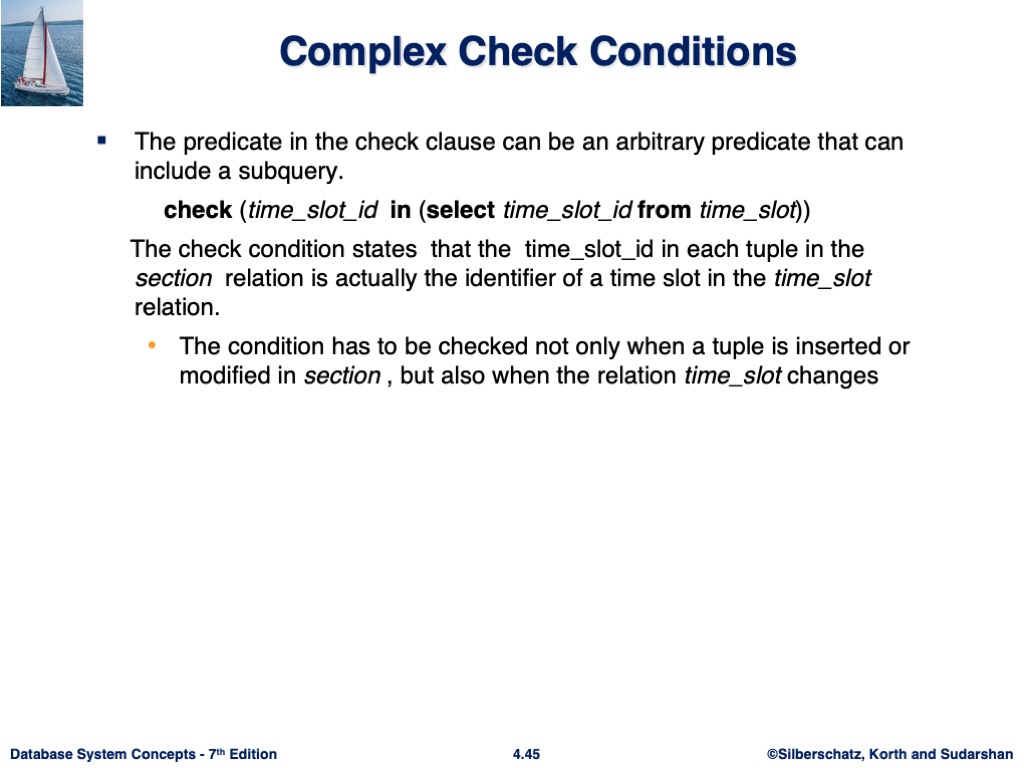 Complex Check Conditions
▪ The predicate in the check clause can be an arbitrary predicate that can
include a subquery.
check (time_slot_id in (select time_slot_id from time_slot))
The check condition states that the time_slot_id in each tuple in the
section relation is actually the identifier of a time slot in the time_slot
relation.
• The condition has to be checked not only when a tuple is inserted or
modified in section , but also when the relation time_slot changes
Database System Concepts - 7th Edition 4.45 ©Silberschatz, Korth and Sudarshan